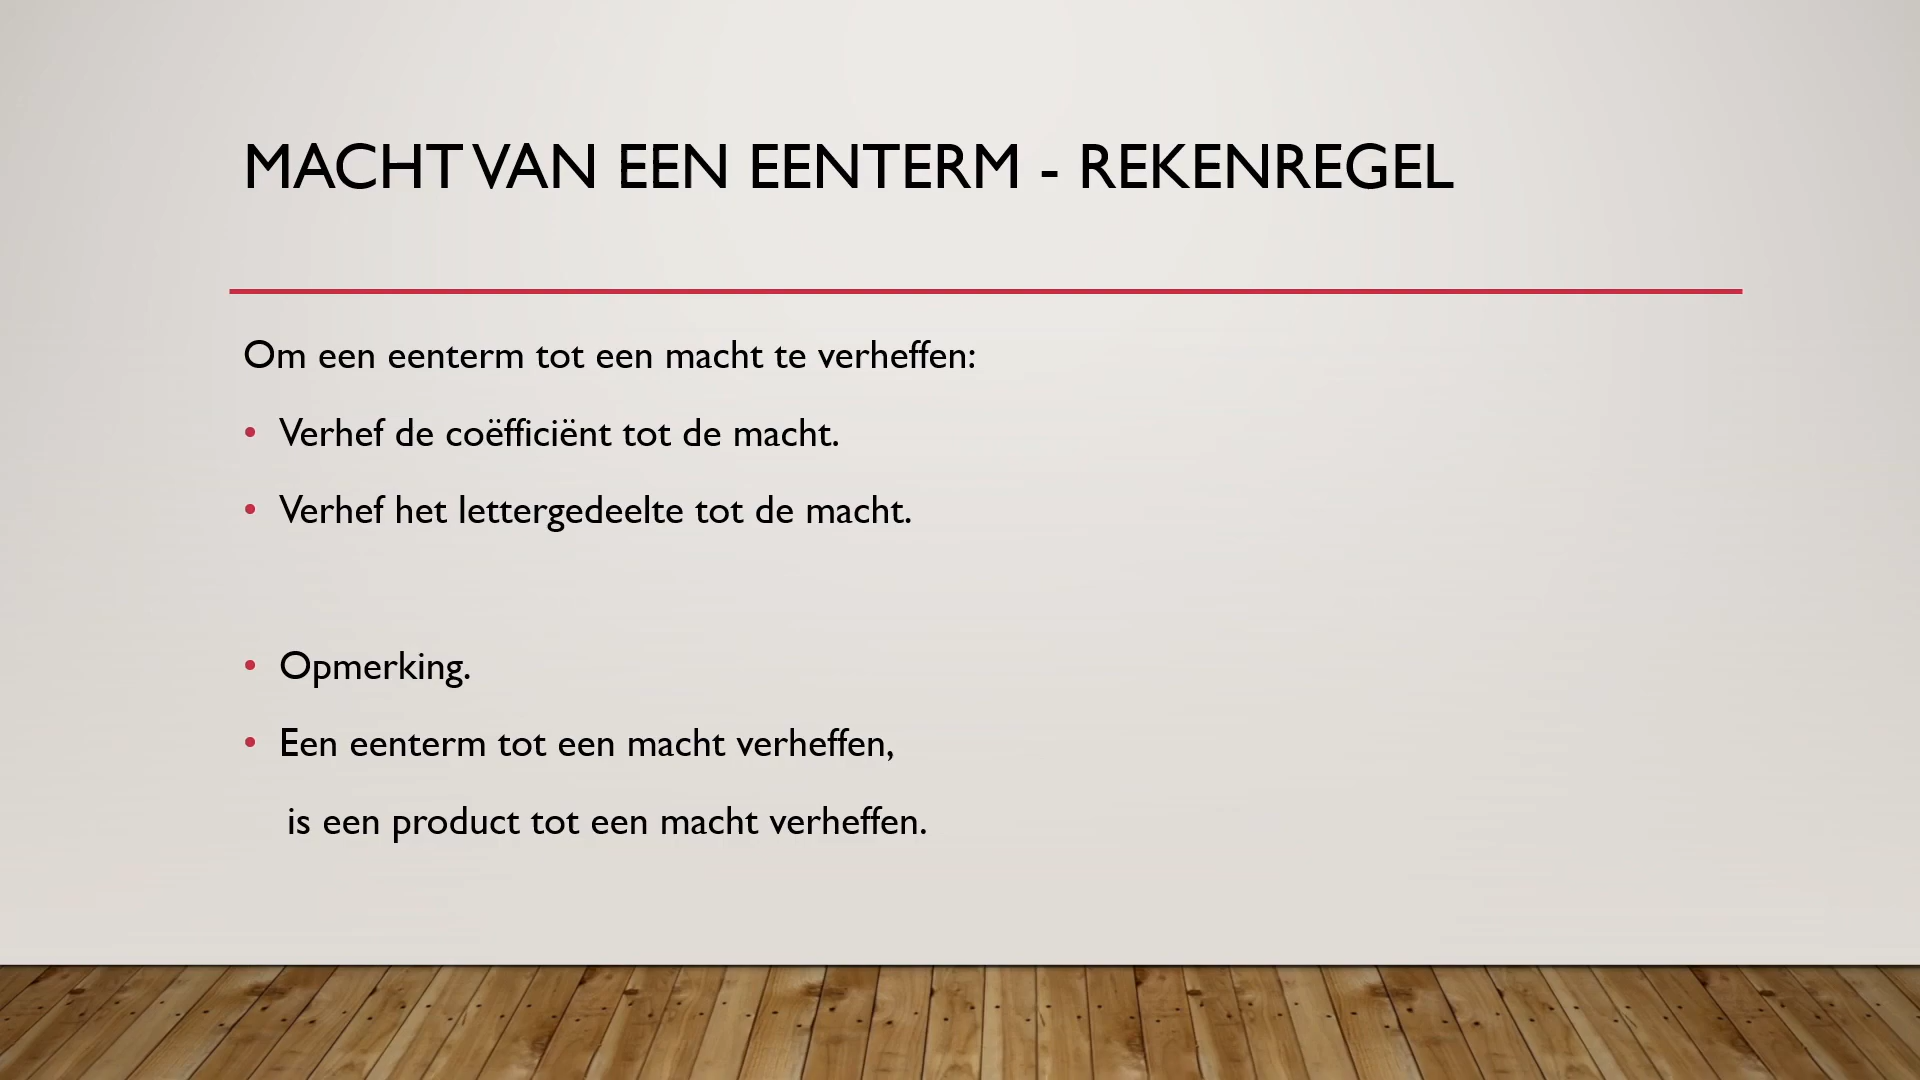 MACHT VAN EEN EENTERM - REKENREGEL
Om een eenterm tot een macht te verheffen:
• Verhef de coëfficiënt tot de macht.
• Verhef het lettergedeelte tot de macht.
• Opmerking.
• Een eenterm tot een macht verheffen,
is een product tot een macht verheffen.